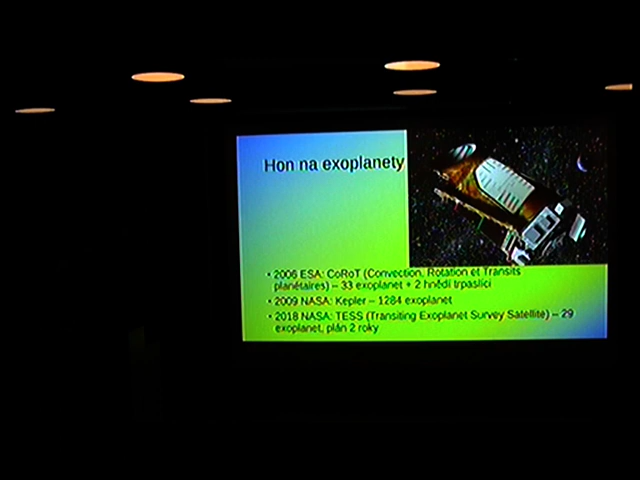 Hon na exoplanety
• 2006 ESA: CoRoT (Convection, Rotation et Transits
planétaires) – 33 exoplanet + 2 hnědí trpaslíci
• 2009 NASA: Kepler – 1284 exoplanet
• 2018 NASA: TESS (Transiting Exoplanet Survey Satellite) – 29
exoplanet, plán 2 roky